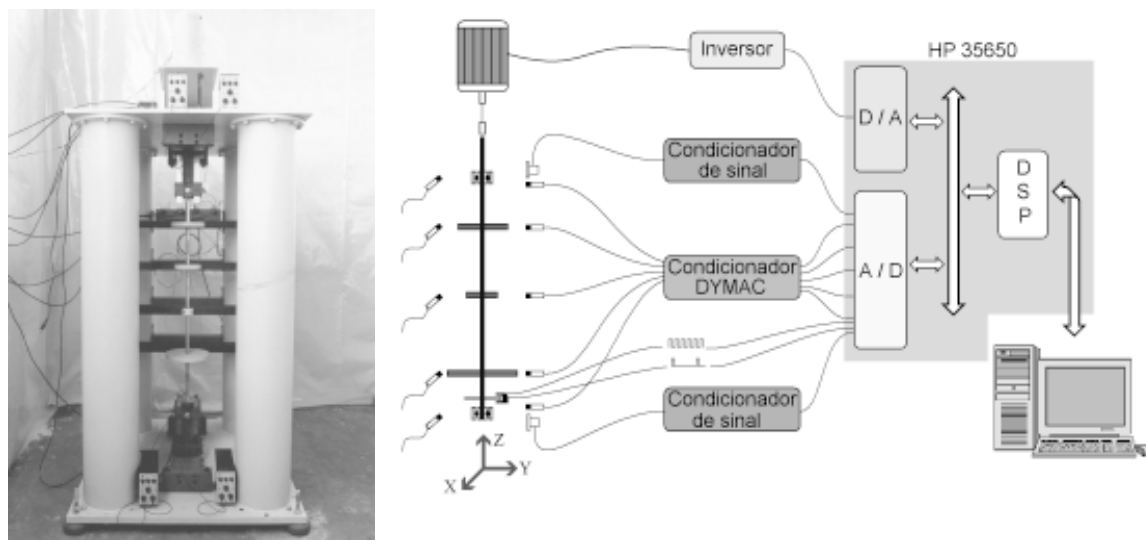 Inversor
HP 35650
D / A
Condicionador
de sinal
D
S
P
A / D
Condicionador
DYMAC
Condicionador
de sinal
Z
Y
X